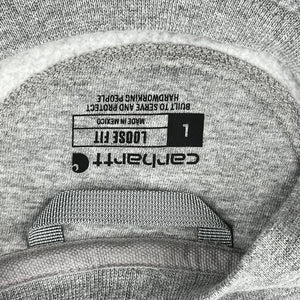 carhartt
L
LOOSE FIT
MADE IN MEXICO
BUILT TO SERVE AND PROTECT
HARDWORKING PEOPLE